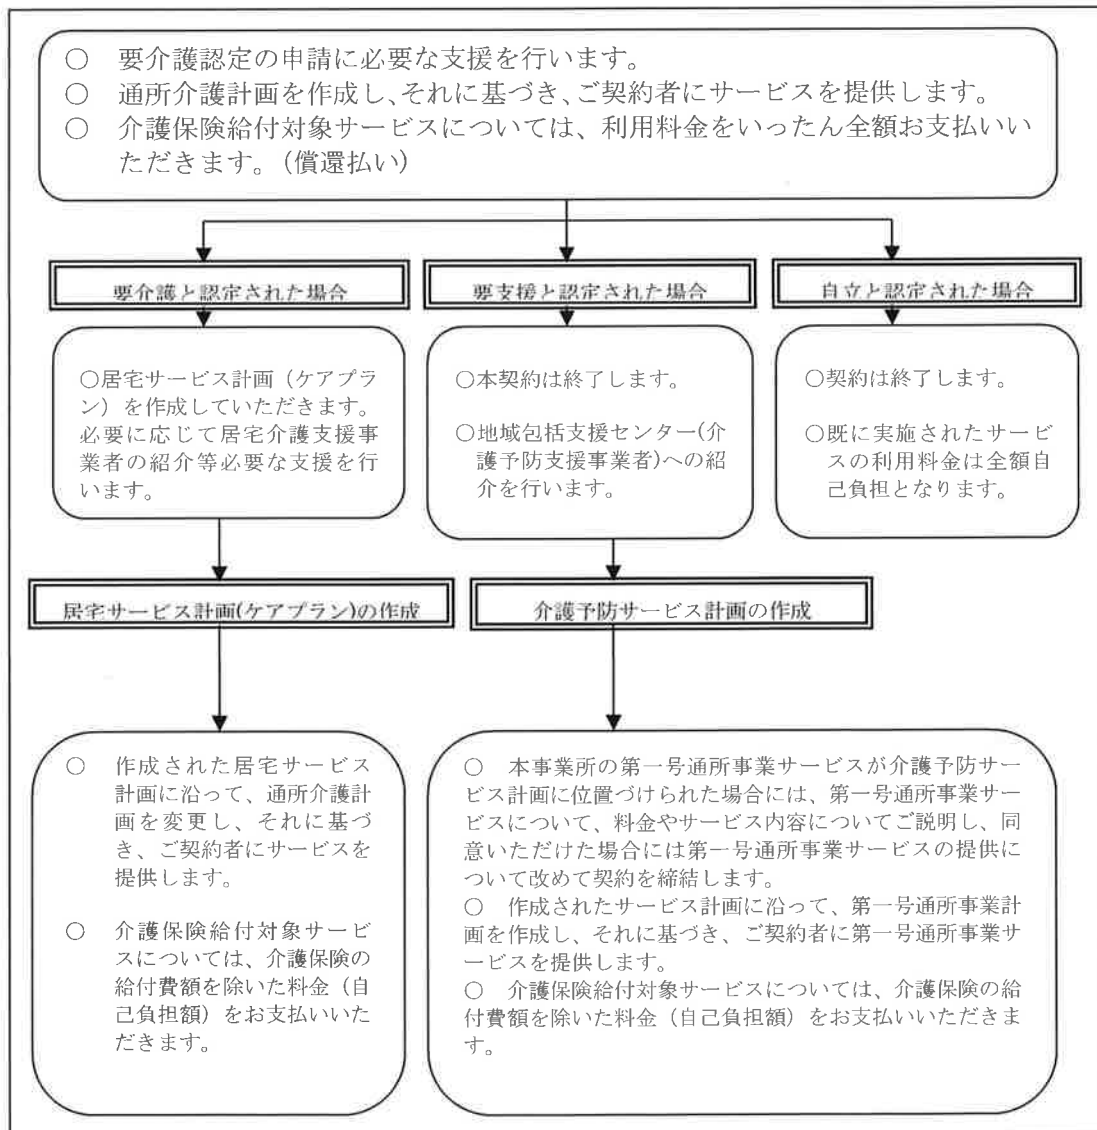 ○ 要介護認定の申請に必要な支援を行います。
○ 通所介護計画を作成し、それに基づき、ご契約者にサービスを提供します。
○ 介護保険給付対象サービスについては、利用料金をいったん全額お支払いい
ただきます。（償還払い）
要介護と認定された場合
要支援と認定された場合
自立と認定された場合
○居宅サービス計画（ケアプラ
ン）を作成していただきます。
必要に応じて居宅介護支援事
業者の紹介等必要な支援を行
います。
○本契約は終了します。
○地域包括支援センター(介
護予防支援事業者)への紹
介を行います。
○契約は終了します。
○既に実施されたサービ
スの利用料金は全額自
己負担となります。
居宅サービス計画(ケアプラン)の作成
介護予防サービス計画の作成
○ 作成された居宅サービス
計画に沿って、通所介護計
画を変更し、それに基づ
き、ご契約者にサービスを
提供します。
○ 介護保険給付対象サービ
スについては、介護保険の
給付費額を除いた料金（自
己負担額）をお支払いいた
だきます。
○ 本事業所の第一号通所事業サービスが介護予防サー
ビス計画に位置づけられた場合には、第一号通所事業サー
ビスについて、料金やサービス内容についてご説明し、同
意いただけた場合には第一号通所事業サービスの提供に
ついて改めて契約を締結します。
○ 作成されたサービス計画に沿って、第一号通所事業計
画を作成し、それに基づき、ご契約者に第一号通所事業サ
ービスを提供します。
○ 介護保険給付対象サービスについては、介護保険の給
付費額を除いた料金（自己負担額）をお支払いいただきま
す。